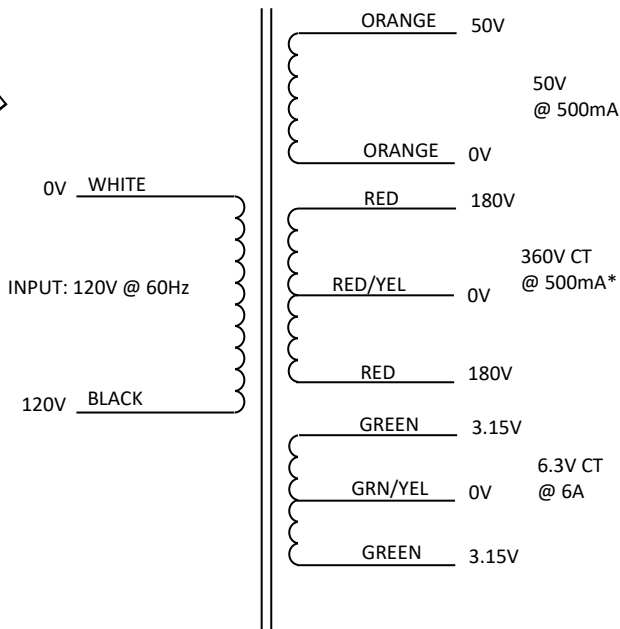 ORANGE 50V
50V
@ 500mA
ORANGE 0V
0V WHITE
RED 180V
INPUT: 120V @ 60Hz
360V CT
@ 500mA*
RED/YEL 0V
RED 180V
120V BLACK
GREEN 3.15V
6.3V CT
@ 6A
GRN/YEL 0V
GREEN 3.15V